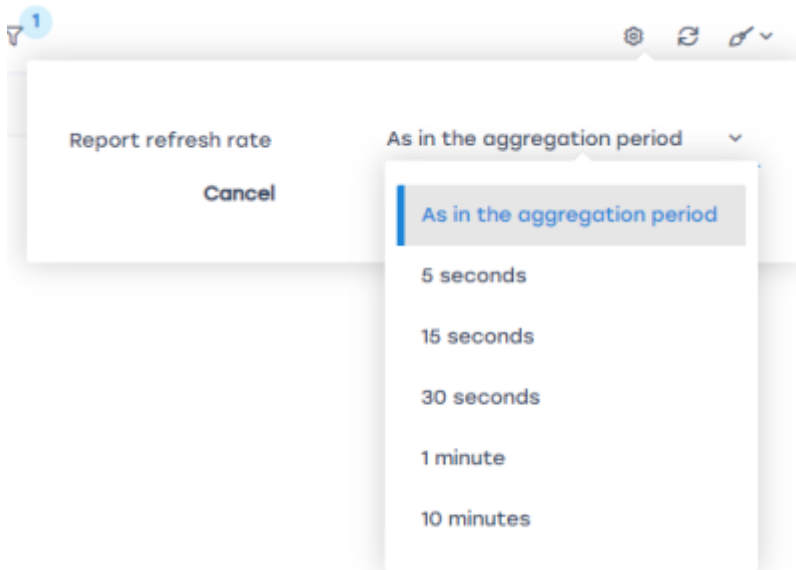 1
Report refresh rate
As in the aggregation period
Cancel
As in the aggregation period
5 seconds
15 seconds
30 seconds
1 minute
10 minutes